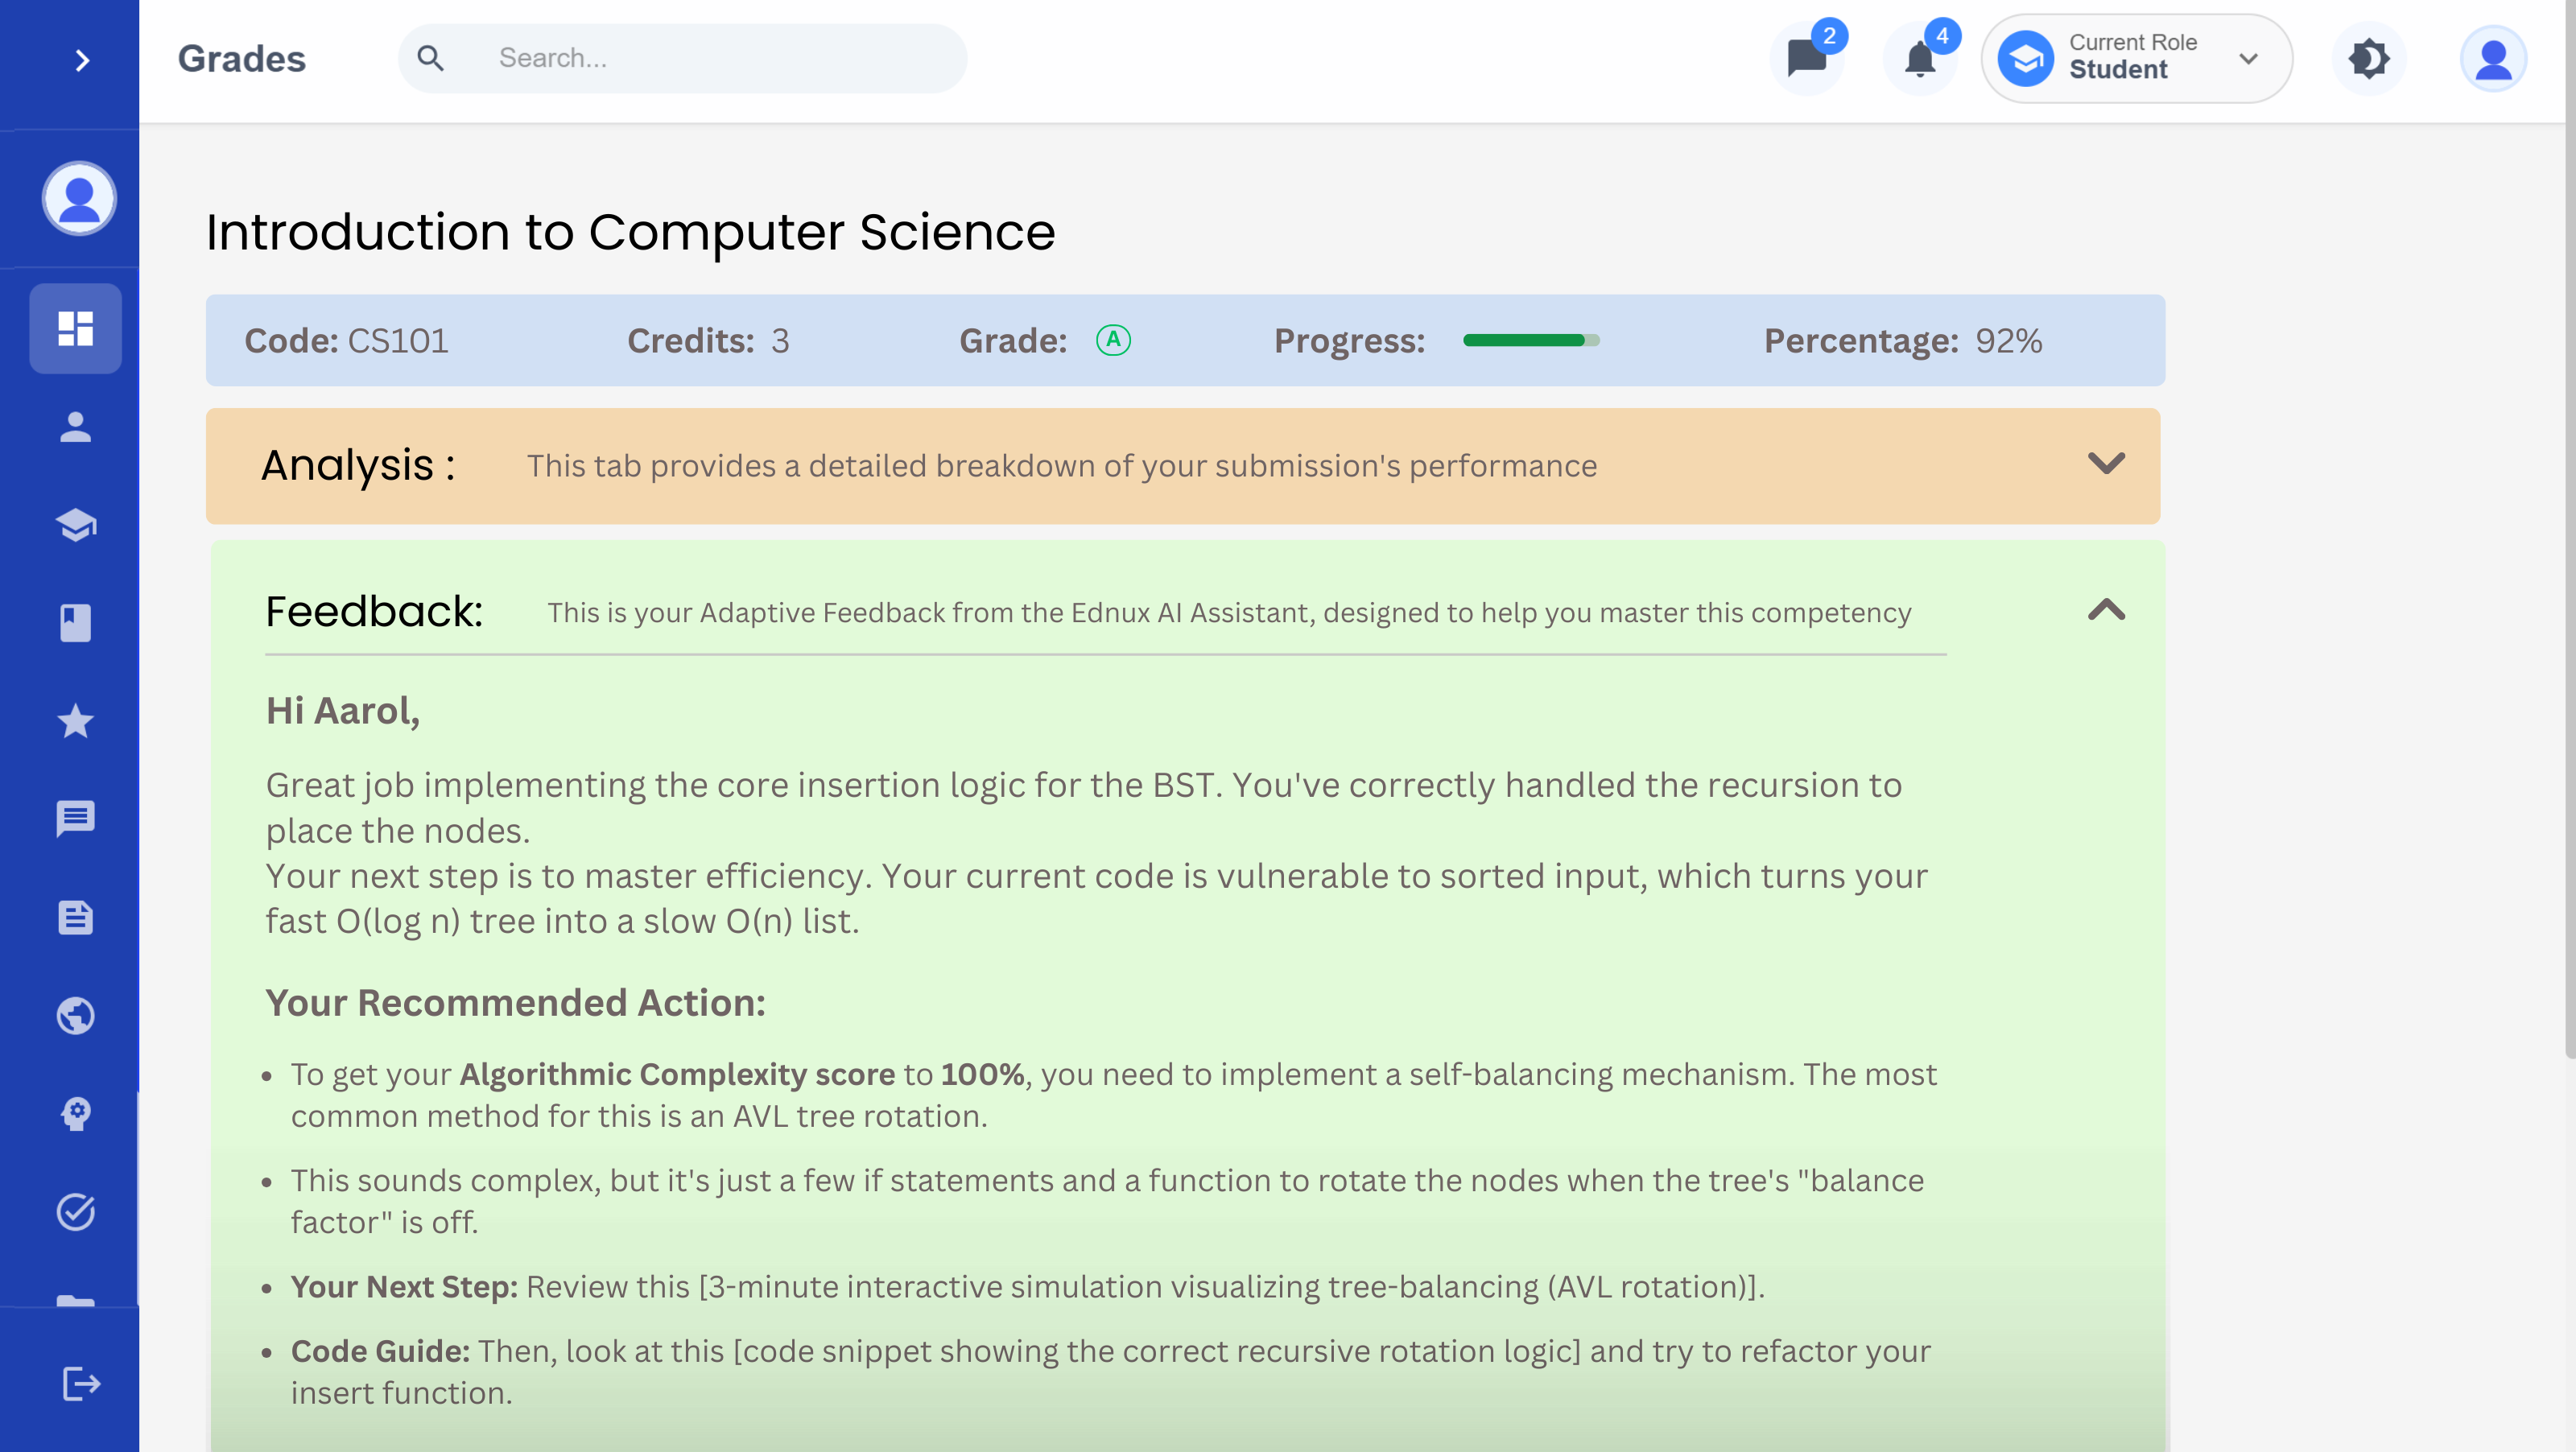 Grades
Search...
2
4
Current Role
Student
Introduction to Computer Science
Code: CS101 Credits: 3 Grade: A Progress: Percentage: 92%
Analysis : This tab provides a detailed breakdown of your submission's performance
Feedback: This is your Adaptive Feedback from the Ednux AI Assistant, designed to help you master this competency
Hi Aarol,
Great job implementing the core insertion logic for the BST. You've correctly handled the recursion to
place the nodes.
Your next step is to master efficiency. Your current code is vulnerable to sorted input, which turns your
fast O(log n) tree into a slow O(n) list.
Your Recommended Action:
• To get your Algorithmic Complexity score to 100%, you need to implement a self-balancing mechanism. The most
common method for this is an AVL tree rotation.
• This sounds complex, but it's just a few if statements and a function to rotate the nodes when the tree's "balance
factor" is off.
• Your Next Step: Review this [3-minute interactive simulation visualizing tree-balancing (AVL rotation)].
• Code Guide: Then, look at this [code snippet showing the correct recursive rotation logic] and try to refactor your
insert function.